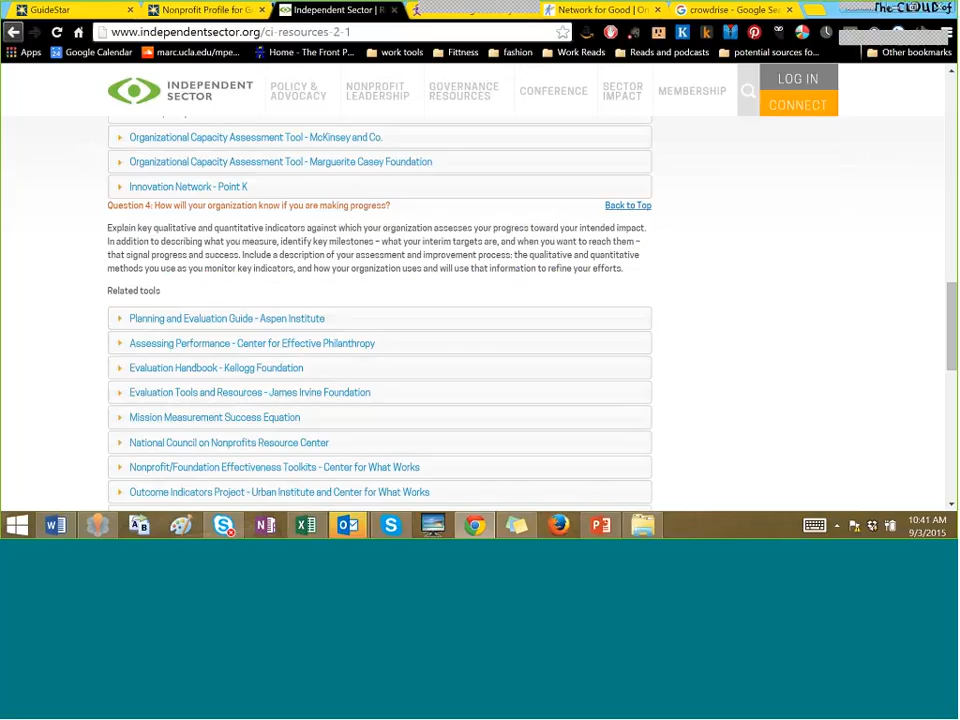 GuideStar
Nonprofit Profile for G
Independent Sector | R
Network for Good | On
crowdrise - Google Sea
The CLOUD of
www.independentsector.org/ci-resources-2-1
Apps
Google Calendar
marc.ucla.edu/mpe...
Home - The Front P...
work tools
Fittness
fashion
Work Reads
Reads and podcasts
potential sources fo...
Other bookmarks
INDEPENDENT SECTOR
POLICY & ADVOCACY
NONPROFIT LEADERSHIP
GOVERNANCE RESOURCES
CONFERENCE
SECTOR IMPACT
MEMBERSHIP
LOG IN
CONNECT
Organizational Capacity Assessment Tool - McKinsey and Co.
Organizational Capacity Assessment Tool - Marguerite Casey Foundation
Innovation Network - Point K
Question 4: How will your organization know if you are making progress?
Back to Top
Explain key qualitative and quantitative indicators against which your organization assesses your progress toward your intended impact.
In addition to describing what you measure, identify key milestones – what your interim targets are, and when you want to reach them –
that signal progress and success. Include a description of your assessment and improvement process: the qualitative and quantitative
methods you use as you monitor key indicators, and how your organization uses and will use that information to refine your efforts.
Related tools
Planning and Evaluation Guide - Aspen Institute
Assessing Performance - Center for Effective Philanthropy
Evaluation Handbook - Kellogg Foundation
Evaluation Tools and Resources - James Irvine Foundation
Mission Measurement Success Equation
National Council on Nonprofits Resource Center
Nonprofit/Foundation Effectiveness Toolkits - Center for What Works
Outcome Indicators Project - Urban Institute and Center for What Works
10:41 AM
9/3/2015